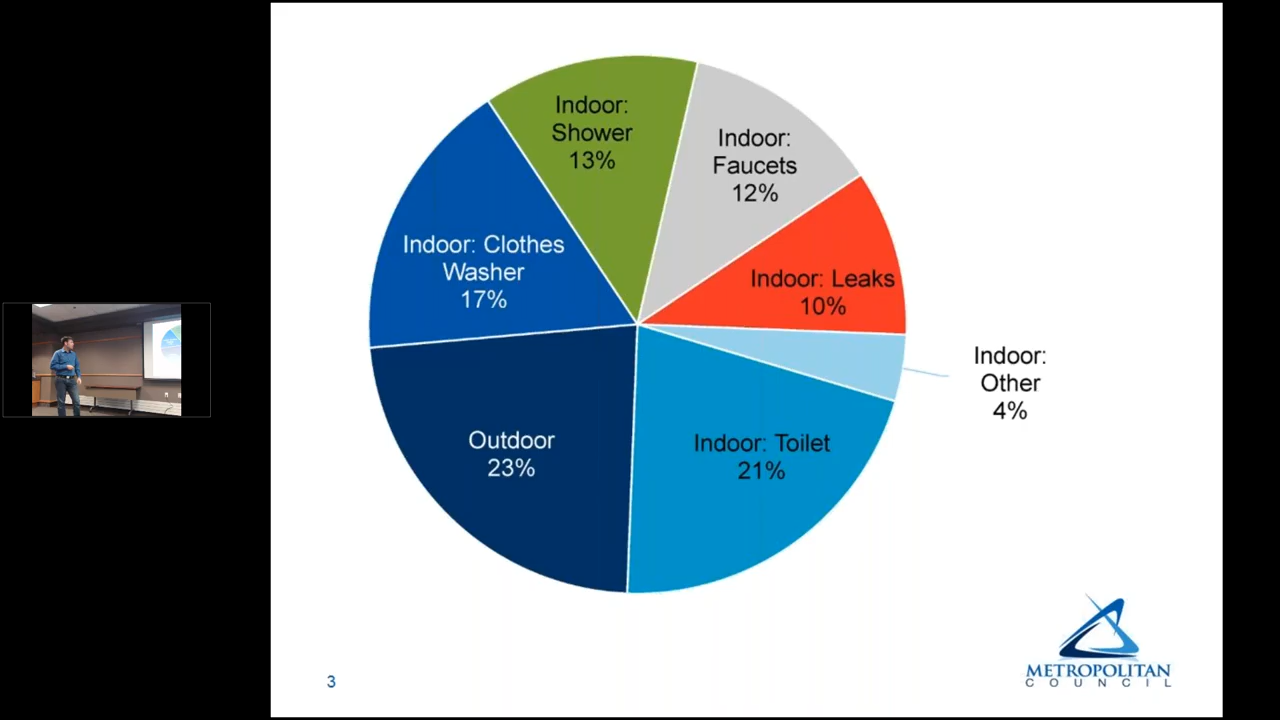 Indoor:
Shower
13%
Indoor:
Faucets
12%
Indoor: Clothes
Washer
17%
Indoor: Leaks
10%
Indoor:
Other
4%
Outdoor
23%
Indoor: Toilet
21%
3
METROPOLITAN
COUNCIL